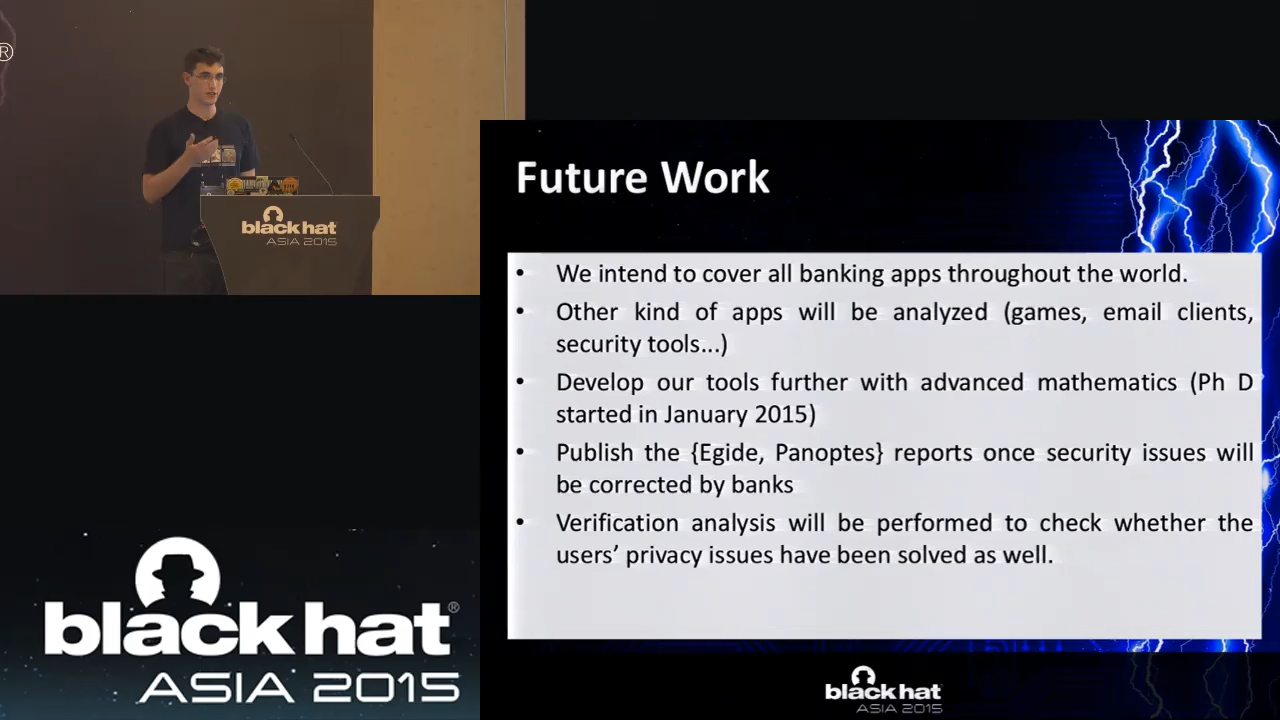 ®
black hat
ASIA 2015
Future Work
• We intend to cover all banking apps throughout the world.
• Other kind of apps will be analyzed (games, email clients,
security tools...)
• Develop our tools further with advanced mathematics (Ph D
started in January 2015)
• Publish the {Egide, Panoptes} reports once security issues will
be corrected by banks
• Verification analysis will be performed to check whether the
users’ privacy issues have been solved as well.
black hat®
ASIA 2015
black hat
ASIA 2015